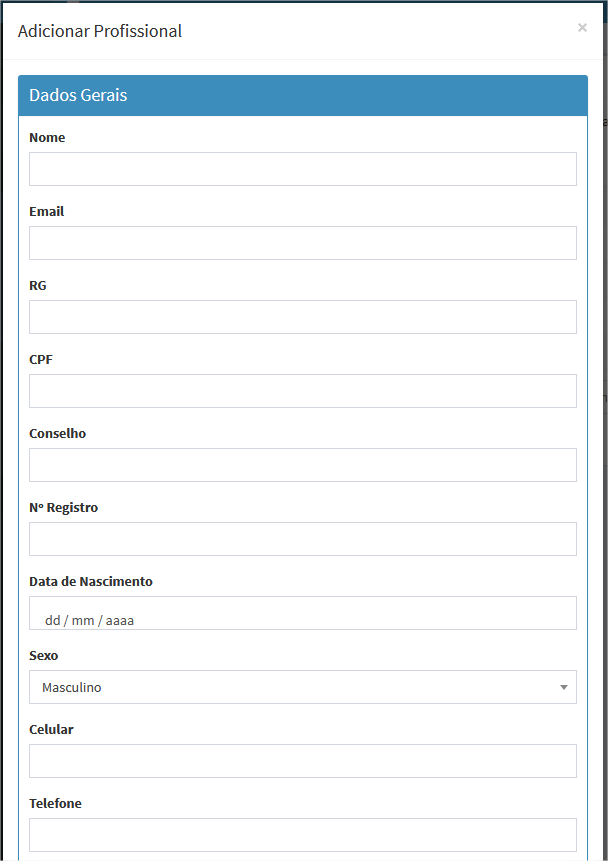 Adicionar Profissional
×
Dados Gerais
Nome
Email
RG
CPF
Conselho
Nº Registro
Data de Nascimento
dd / mm / aaaa
Sexo
Masculino
Celular
Telefone